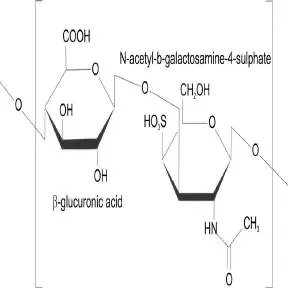 COOH
N-acetyl-b-galactosamine-4-sulphate
O
O
O
CH₂OH
OH
HO₃S
O
O
OH
β-glucuronic acid
HN
CH₃
O